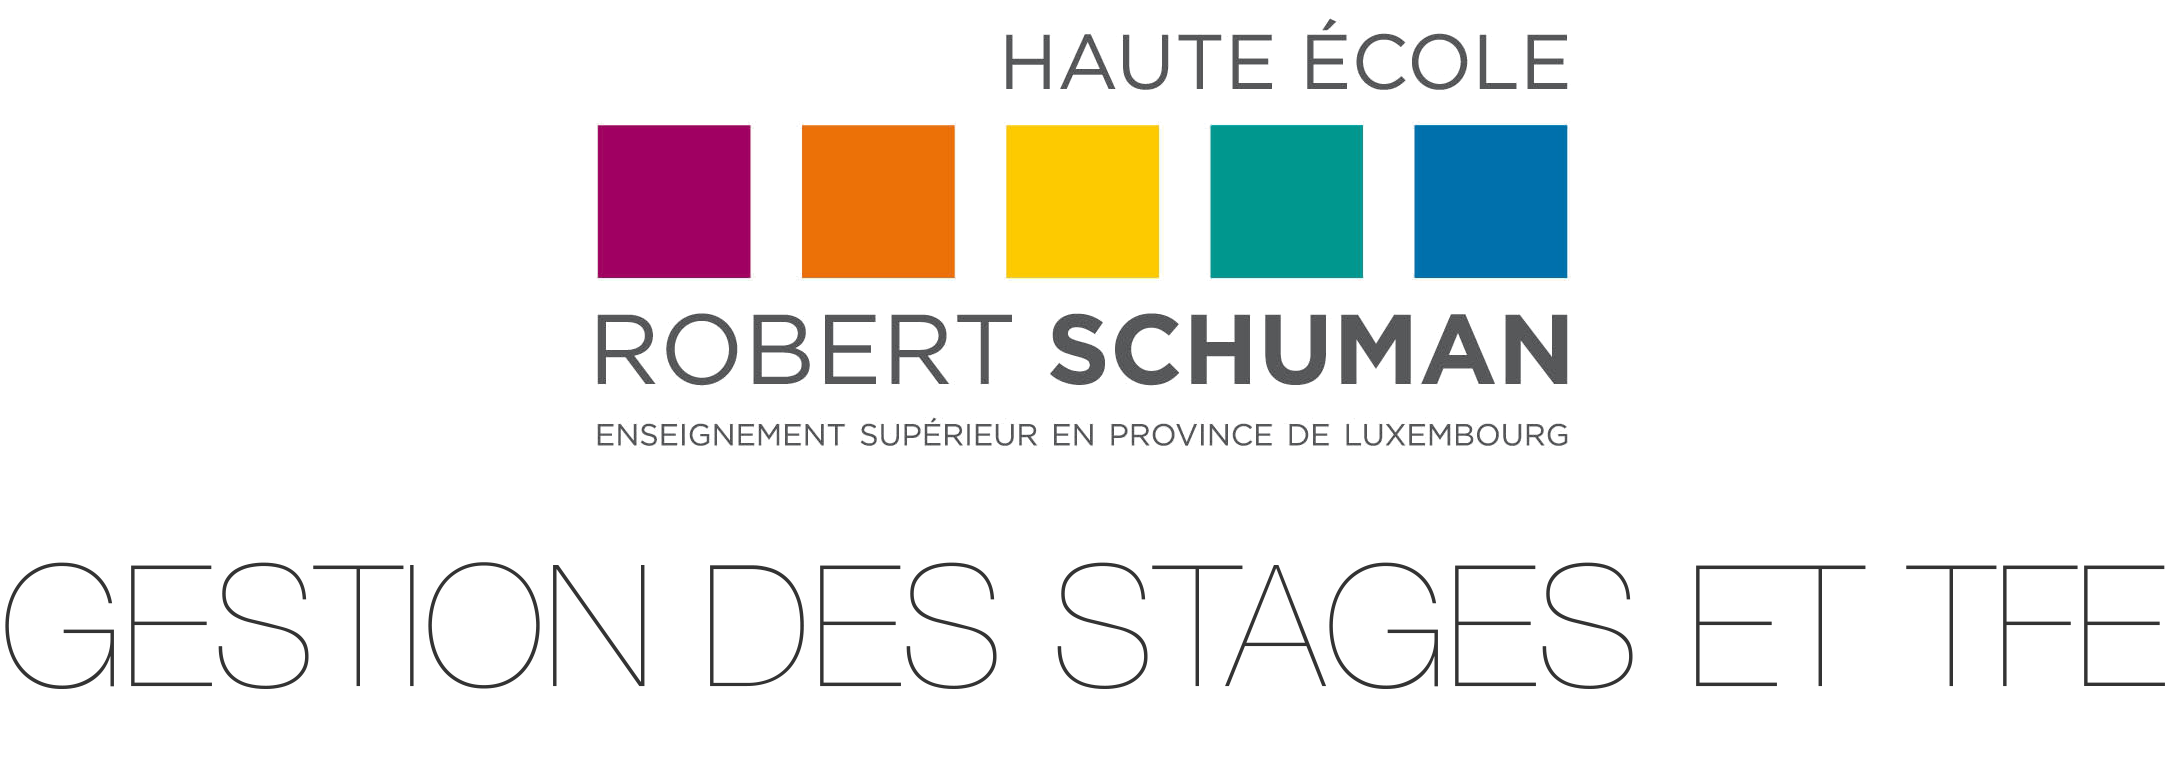 HAUTE ÉCOLE
ROBERT SCHUMAN
ENSEIGNEMENT SUPÉRIEUR EN PROVINCE DE LUXEMBOURG
GESTION DES STAGES ET TFE